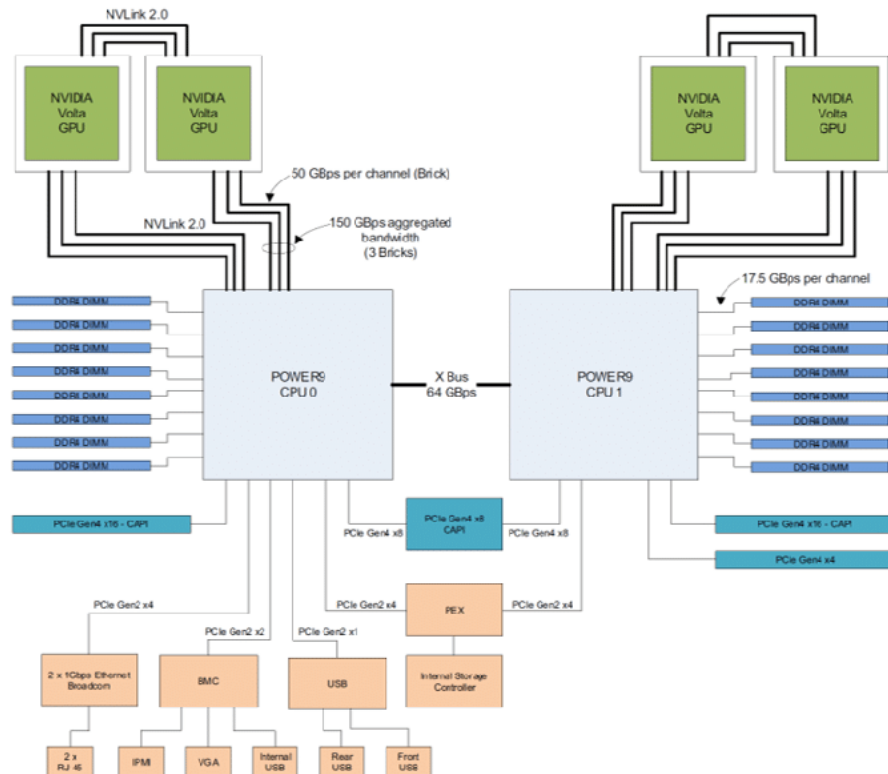 NVLink 2.0
NVIDIA
Volta
GPU
NVIDIA
Volta
GPU
NVIDIA
Volta
GPU
NVIDIA
Volta
GPU
50 GBps per channel (Brick)
NVLink 2.0
150 GBps aggregated
bandwidth
(3 Bricks)
17.5 GBps per channel
DDR4 DIMM
DDR4 DIMM
DDR4 DIMM
DDR4 DIMM
DDR4 DIMM
DDR4 DIMM
DDR4 DIMM
DDR4 DIMM
POWER9
CPU 0
X Bus
64 GBps
POWER9
CPU 1
DDR4 DIMM
DDR4 DIMM
DDR4 DIMM
DDR4 DIMM
DDR4 DIMM
DDR4 DIMM
DDR4 DIMM
DDR4 DIMM
PCIe Gen4 x16 - CAPI
PCIe Gen4 x8
PCIe Gen4 x8
CAPI
PCIe Gen4 x8
PCIe Gen4 x16 - CAPI
PCIe Gen4 x4
PCIe Gen2 x4
PCIe Gen2 x4
PEX
PCIe Gen2 x4
PCIe Gen2 x2
PCIe Gen2 x1
2 x 1Gbps Ethernet
Broadcom
BMC
USB
Internal Storage
Controller
2 x
RJ-45
IPMI
VGA
Internal
USB
Rear
USB
Front
USB